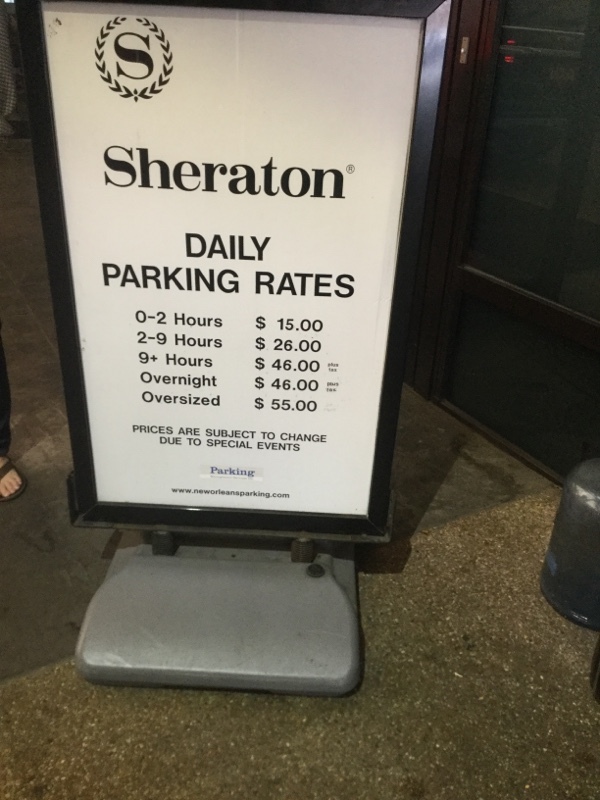 S
Sheraton®
DAILY
PARKING RATES
0-2 Hours $ 15.00
2-9 Hours $ 26.00
9+ Hours $ 46.00 plus tax
Overnight $ 46.00 plus tax
Oversized $ 55.00
PRICES ARE SUBJECT TO CHANGE
DUE TO SPECIAL EVENTS
Parking
www.neworleansparking.com